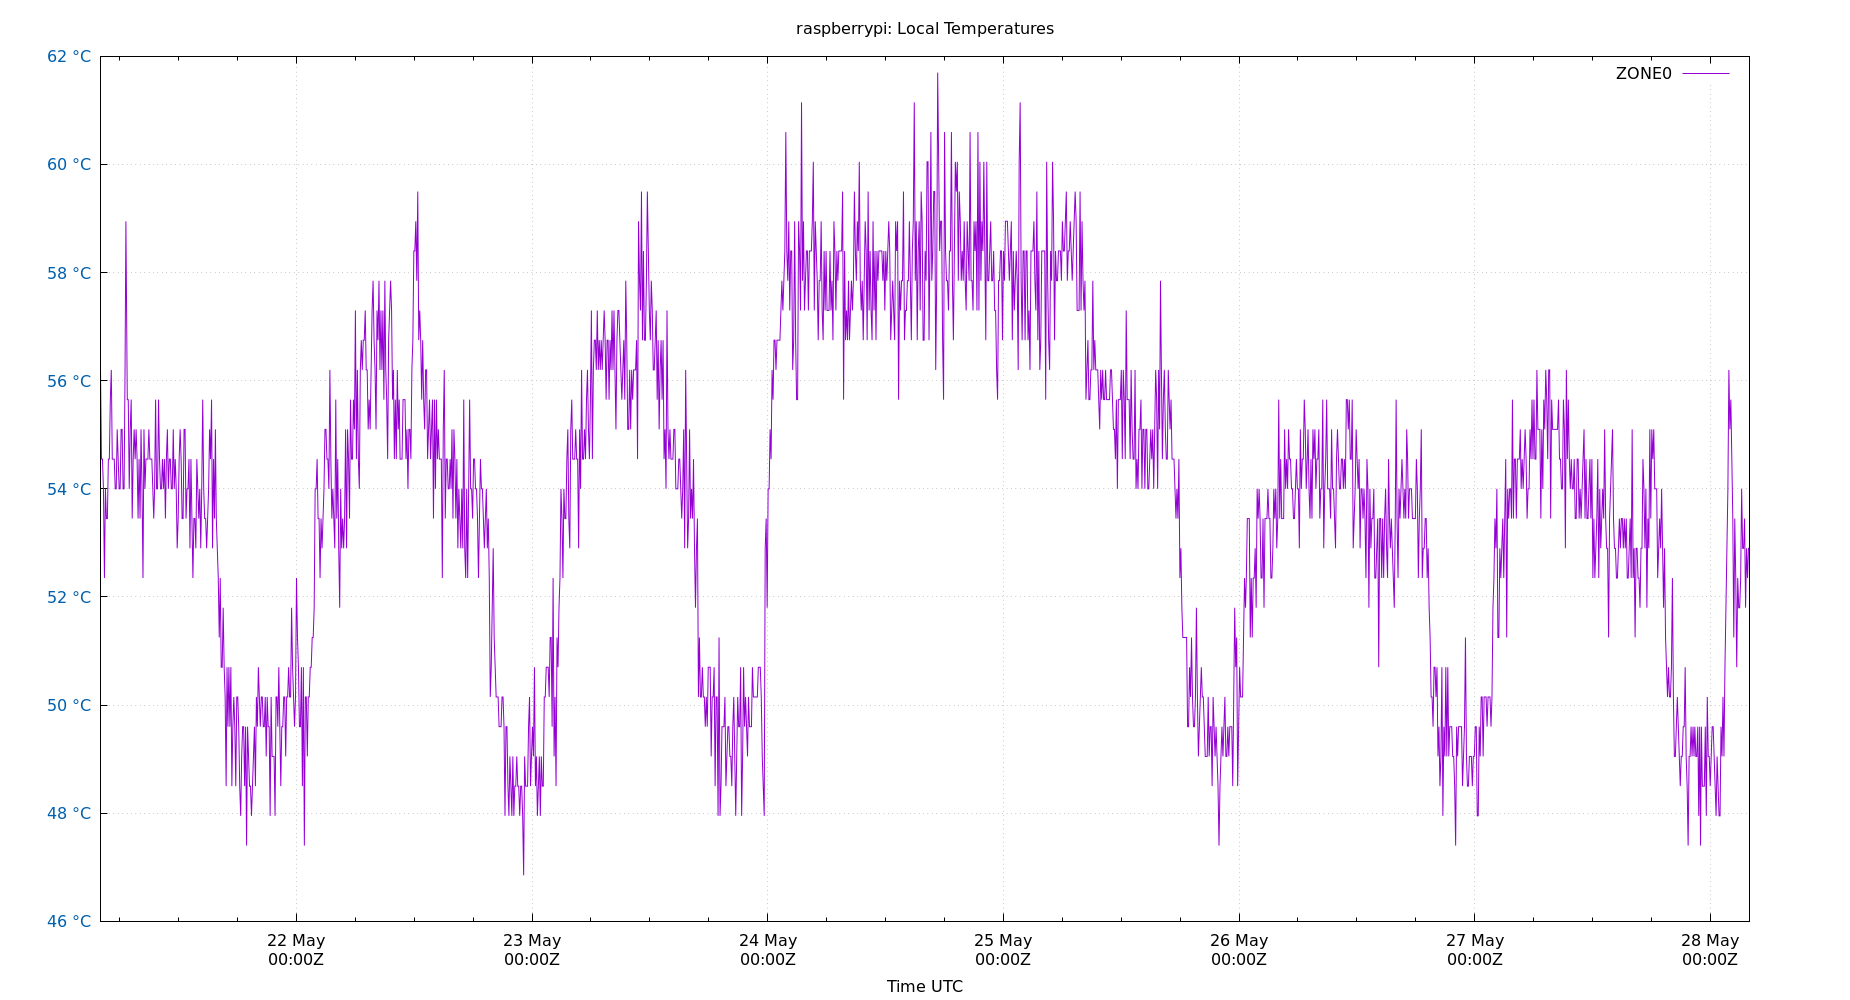 raspberrypi: Local Temperatures
62 °C
ZONE0
60 °C
58 °C
56 °C
54 °C
52 °C
50 °C
48 °C
46 °C
22 May 23 May 24 May 25 May 26 May 27 May 28 May
00:00Z 00:00Z 00:00Z 00:00Z 00:00Z 00:00Z 00:00Z
Time UTC